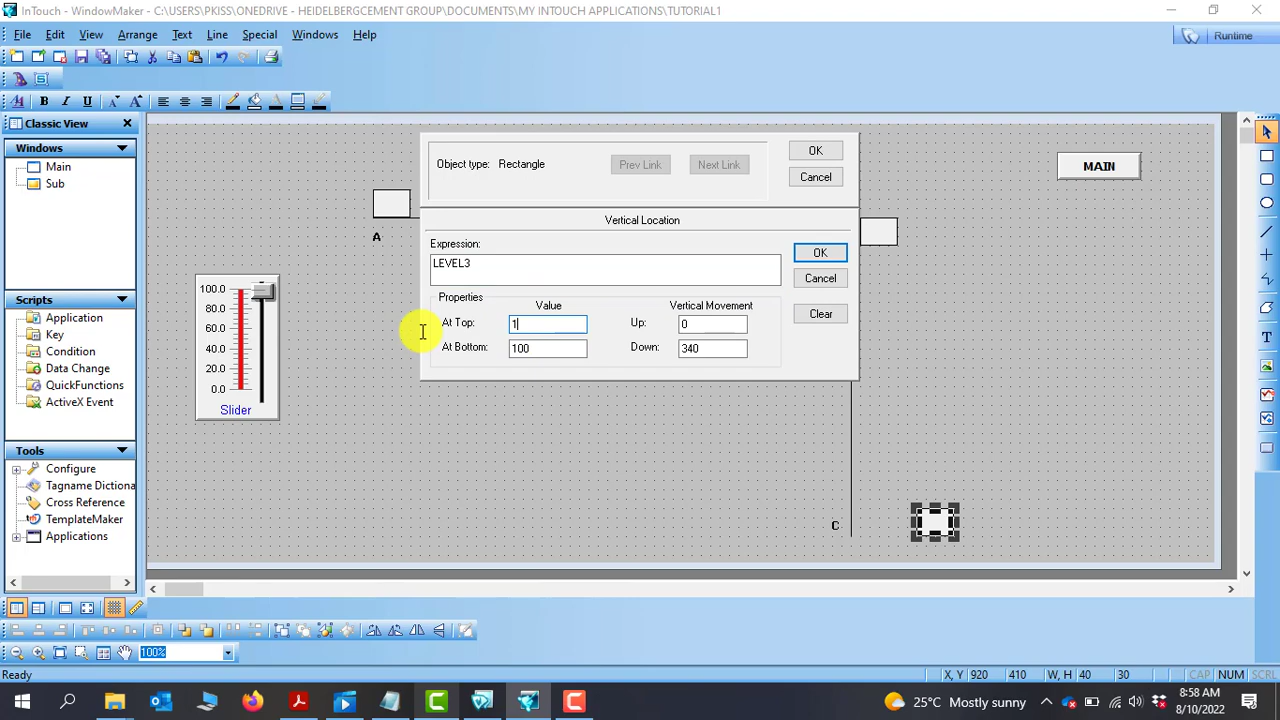 InTouch - WindowMaker - C:\USERS\PKISS\ONEDRIVE - HEIDELBERGCEMENT GROUP\DOCUMENTS\MY INTOUCH APPLICATIONS\TUTORIAL1
File Edit View Arrange Text Line Special Windows Help
Runtime
B I U
Classic View
Windows
Main
Sub
Scripts
Application
Key
Condition
Data Change
QuickFunctions
ActiveX Event
Tools
Configure
Tagname Dictiona
Cross Reference
TemplateMaker
Applications
A
100.0
80.0
60.0
40.0
20.0
0.0
Slider
Object type: Rectangle
Prev Link
Next Link
OK
Cancel
Vertical Location
Expression:
LEVEL3
OK
Cancel
Clear
Properties
Value
Vertical Movement
At Top: 1 Up: 0
At Bottom: 100 Down: 340
MAIN
C
100%
Ready
X, Y 920 410 W, H 40 30 CAP NUM SCRL
25°C Mostly sunny
8:58 AM
8/10/2022